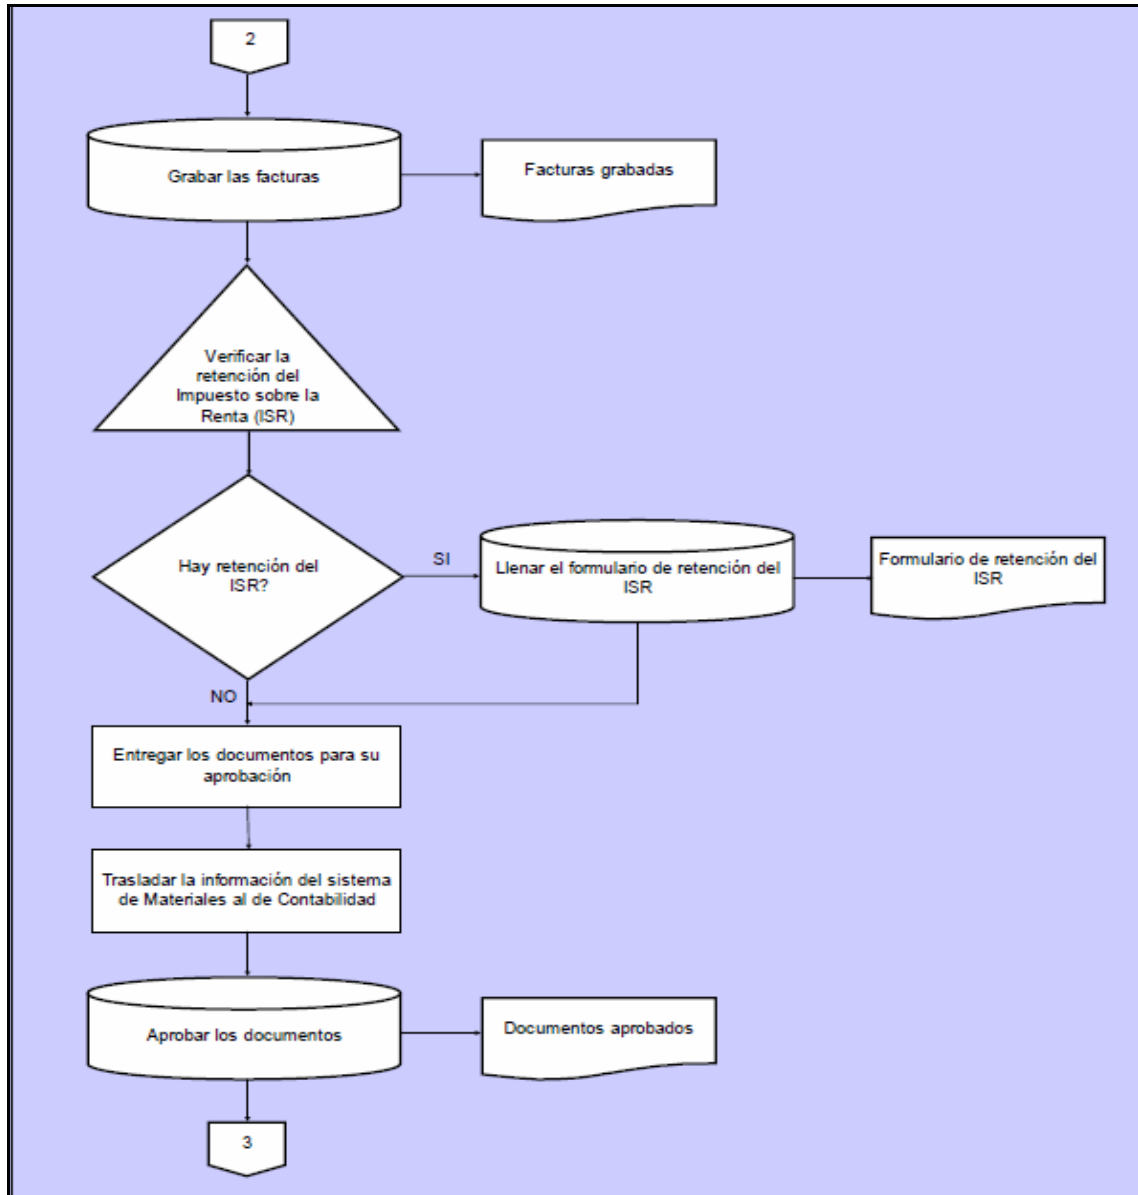 2
Grabar las facturas
Facturas grabadas
Verificar la
retención del
Impuesto sobre la
Renta (ISR)
Hay retención del
ISR?
SI
Llenar el formulario de retención del
ISR
Formulario de retención del
ISR
NO
Entregar los documentos para su
aprobación
Trasladar la información del sistema
de Materiales al de Contabilidad
Aprobar los documentos
Documentos aprobados
3